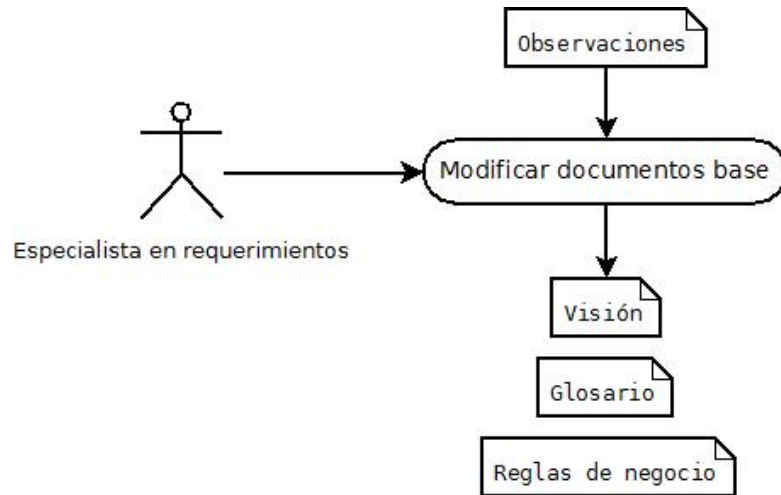 Observaciones
Modificar documentos base
Especialista en requerimientos
Visión
Glosario
Reglas de negocio